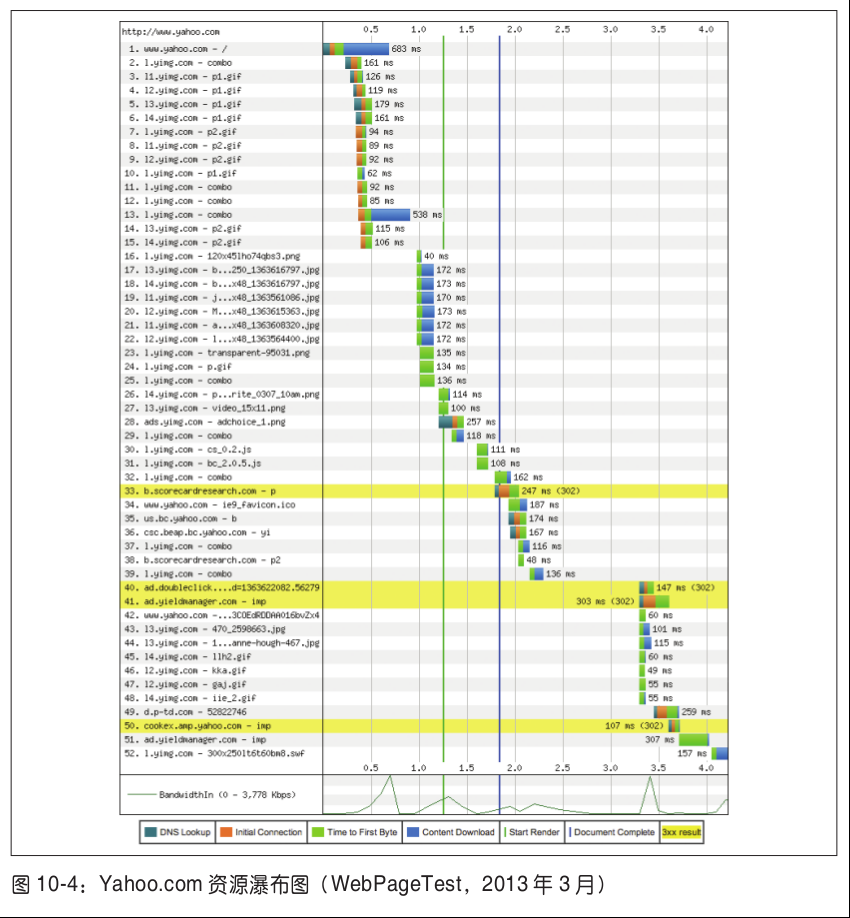 http://www.yahoo.com 0.5 1.0 1.5 2.0 2.5 3.0 3.5 4.0
1. www.yahoo.com - / 683 ms
2. l.yimg.com - combo 161 ms
3. l1.yimg.com - p1.gif 126 ms
4. l2.yimg.com - p1.gif 119 ms
5. l3.yimg.com - p1.gif 179 ms
6. l4.yimg.com - p1.gif 161 ms
7. l.yimg.com - p2.gif 94 ms
8. l1.yimg.com - p2.gif 89 ms
9. l2.yimg.com - p2.gif 92 ms
10. l.yimg.com - p1.gif 62 ms
11. l.yimg.com - combo 92 ms
12. l.yimg.com - combo 85 ms
13. l.yimg.com - combo 538 ms
14. l3.yimg.com - p2.gif 115 ms
15. l4.yimg.com - p2.gif 106 ms
16. l.yimg.com - 120x45lho74qbs3.png 40 ms
17. l3.yimg.com - b...250_1363616797.jpg 172 ms
18. l4.yimg.com - b...x48_1363616797.jpg 173 ms
19. l1.yimg.com - j...x48_1363561086.jpg 170 ms
20. l2.yimg.com - M...x48_1363615363.jpg 173 ms
21. l1.yimg.com - a...x48_1363608320.jpg 172 ms
22. l2.yimg.com - l...x48_1363564400.jpg 172 ms
23. l.yimg.com - transparent-95031.png 135 ms
24. l.yimg.com - p.gif 134 ms
25. l.yimg.com - combo 136 ms
26. l4.yimg.com - p...rite_0307_10am.png 114 ms
27. l3.yimg.com - video_15x11.png 100 ms
28. ads.yimg.com - adchoice_1.png 257 ms
29. l.yimg.com - combo 118 ms
30. l.yimg.com - cs_0.2.js 111 ms
31. l.yimg.com - bc_2.0.5.js 108 ms
32. l.yimg.com - combo 162 ms
33. b.scorecardresearch.com - p 247 ms (302)
34. www.yahoo.com - ie9_favicon.ico 187 ms
35. us.bc.yahoo.com - b 174 ms
36. csc.beap.bc.yahoo.com - yi 167 ms
37. l.yimg.com - combo 116 ms
38. b.scorecardresearch.com - p2 48 ms
39. l.yimg.com - combo 136 ms
40. ad.doubleclick....d=1363622082.56279 147 ms (302)
41. ad.yieldmanager.com - imp 303 ms (302)
42. www.yahoo.com -...3COEdRDDAAO16bvZx4 60 ms
43. l3.yimg.com - 470_2598663.jpg 101 ms
44. l3.yimg.com - 1...anne-hough-467.jpg 115 ms
45. l4.yimg.com - llh2.gif 60 ms
46. l2.yimg.com - kka.gif 49 ms
47. l2.yimg.com - gaj.gif 55 ms
48. l4.yimg.com - iie_2.gif 55 ms
49. d.p-td.com - 52822746 259 ms
50. cookex.amp.yahoo.com - imp 107 ms (302)
51. ad.yieldmanager.com - imp 307 ms
52. l.yimg.com - 300x250lt6t60bm8.swf 157 ms
0.5 1.0 1.5 2.0 2.5 3.0 3.5 4.0
BandwidthIn (0 - 3,778 Kbps)
DNS Lookup Initial Connection Time to First Byte Content Download Start Render Document Complete 3xx result
图 10-4：Yahoo.com 资源瀑布图（WebPageTest，2013 年 3 月）